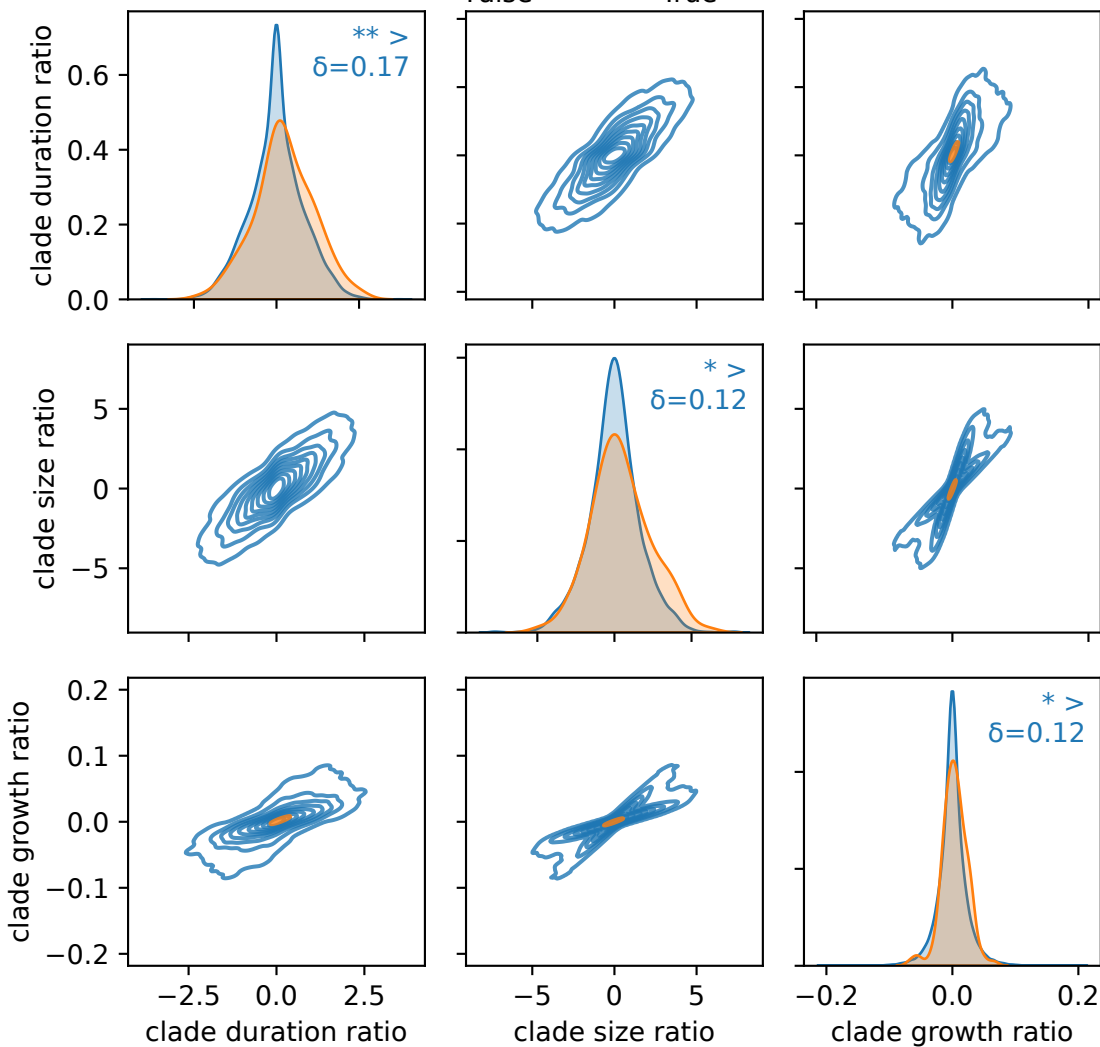 True
clade duration ratio
0.6
0.4
0.2
0.0
** >
δ=0.17
clade size ratio
5
0
−5
* >
δ=0.12
clade growth ratio
0.2
0.1
0.0
−0.1
−0.2
* >
δ=0.12
−2.5 0.0 2.5
−5 0 5
−0.2 0.0 0.2
clade duration ratio
clade size ratio
clade growth ratio